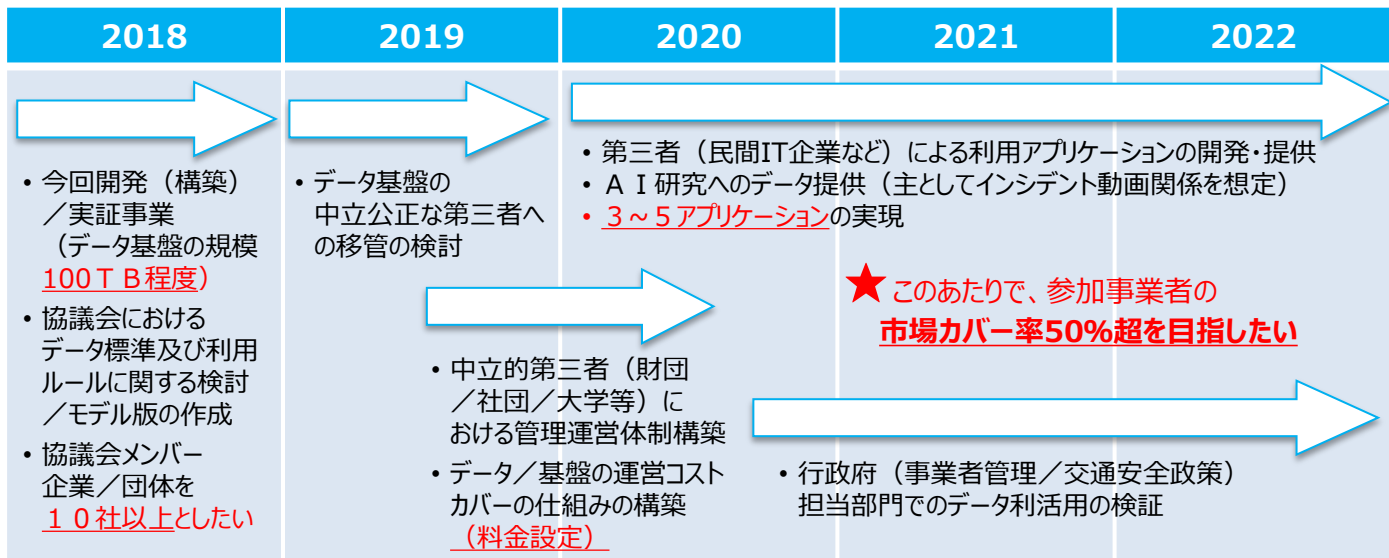 2018
2019
2020
2021
2022
• 今回開発（構築）
／実証事業
（データ基盤の規模
100ＴＢ程度）
• 協議会における
データ標準及び利用
ルールに関する検討
／モデル版の作成
• 協議会メンバー
企業／団体を
１０社以上としたい
• データ基盤の
中立公正な第三者へ
の移管の検討
• 中立的第三者（財団
／社団／大学等）に
おける管理運営体制構築
• データ／基盤の運営コスト
カバーの仕組みの構築
（料金設定）
• 第三者（民間IT企業など）による利用アプリケーションの開発・提供
• ＡＩ研究へのデータ提供（主としてインシデント動画関係を想定）
• ３～５アプリケーションの実現
★ このあたりで、参加事業者の
市場カバー率50%超を目指したい
• 行政府（事業者管理／交通安全政策）
担当部門でのデータ利活用の検証